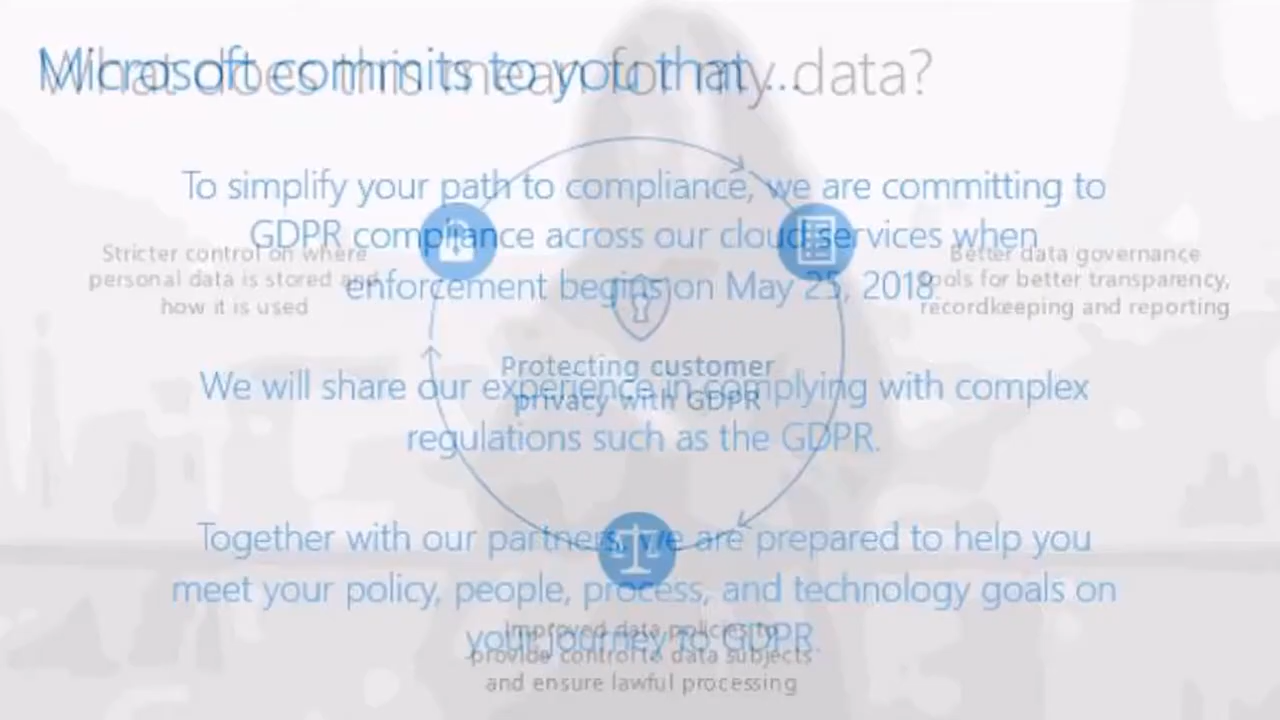 Microsoft commits to you that...
What does this mean for my data?
To simplify your path to compliance, we are committing to
GDPR compliance across our cloud services when
enforcement begins on May 25, 2018.
We will share our experience in complying with complex
regulations such as the GDPR.
Together with our partners, we are prepared to help you
meet your policy, people, process, and technology goals on
your journey to GDPR.
Stricter control on where
personal data is stored and
how it is used
Better data governance
tools for better transparency,
recordkeeping and reporting
Protecting customer
privacy with GDPR
Improved data policies to
provide control to data subjects
and ensure lawful processing